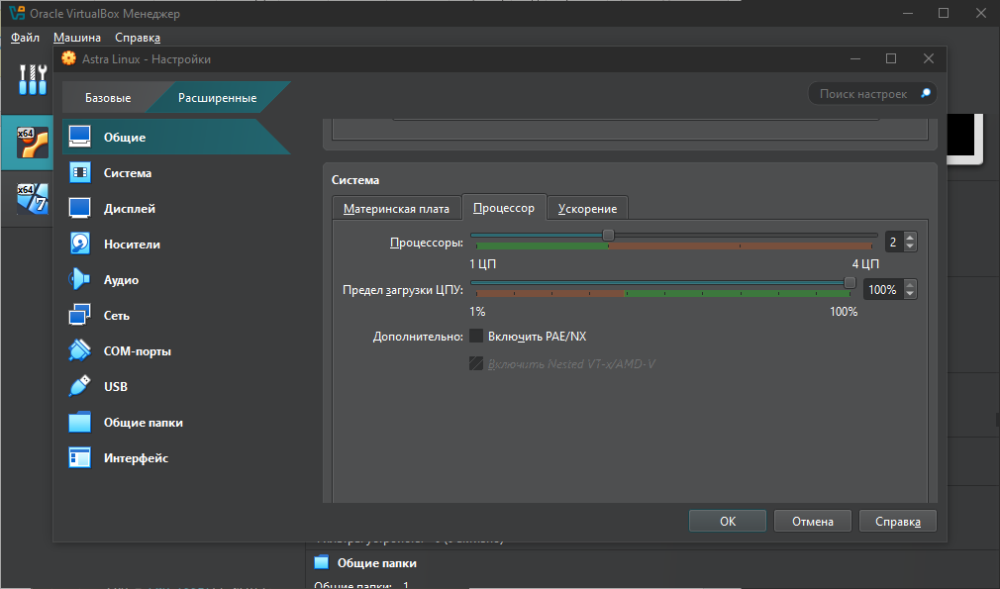 Oracle VirtualBox Менеджер
Файл Машина Справка
Astra Linux - Настройки
Базовые Расширенные
Поиск настроек
x64
x64
7
Общие
Система
Дисплей
Носители
Аудио
Сеть
COM-порты
USB
Общие папки
Интерфейс
Система
Материнская плата Процессор Ускорение
Процессоры: 2
1 ЦП 4 ЦП
Предел загрузки ЦПУ: 100%
1% 100%
Дополнительно: Включить PAE/NX
Включить Nested VT-x/AMD-V
OK Отмена Справка
Общие папки
Общие папки: 1